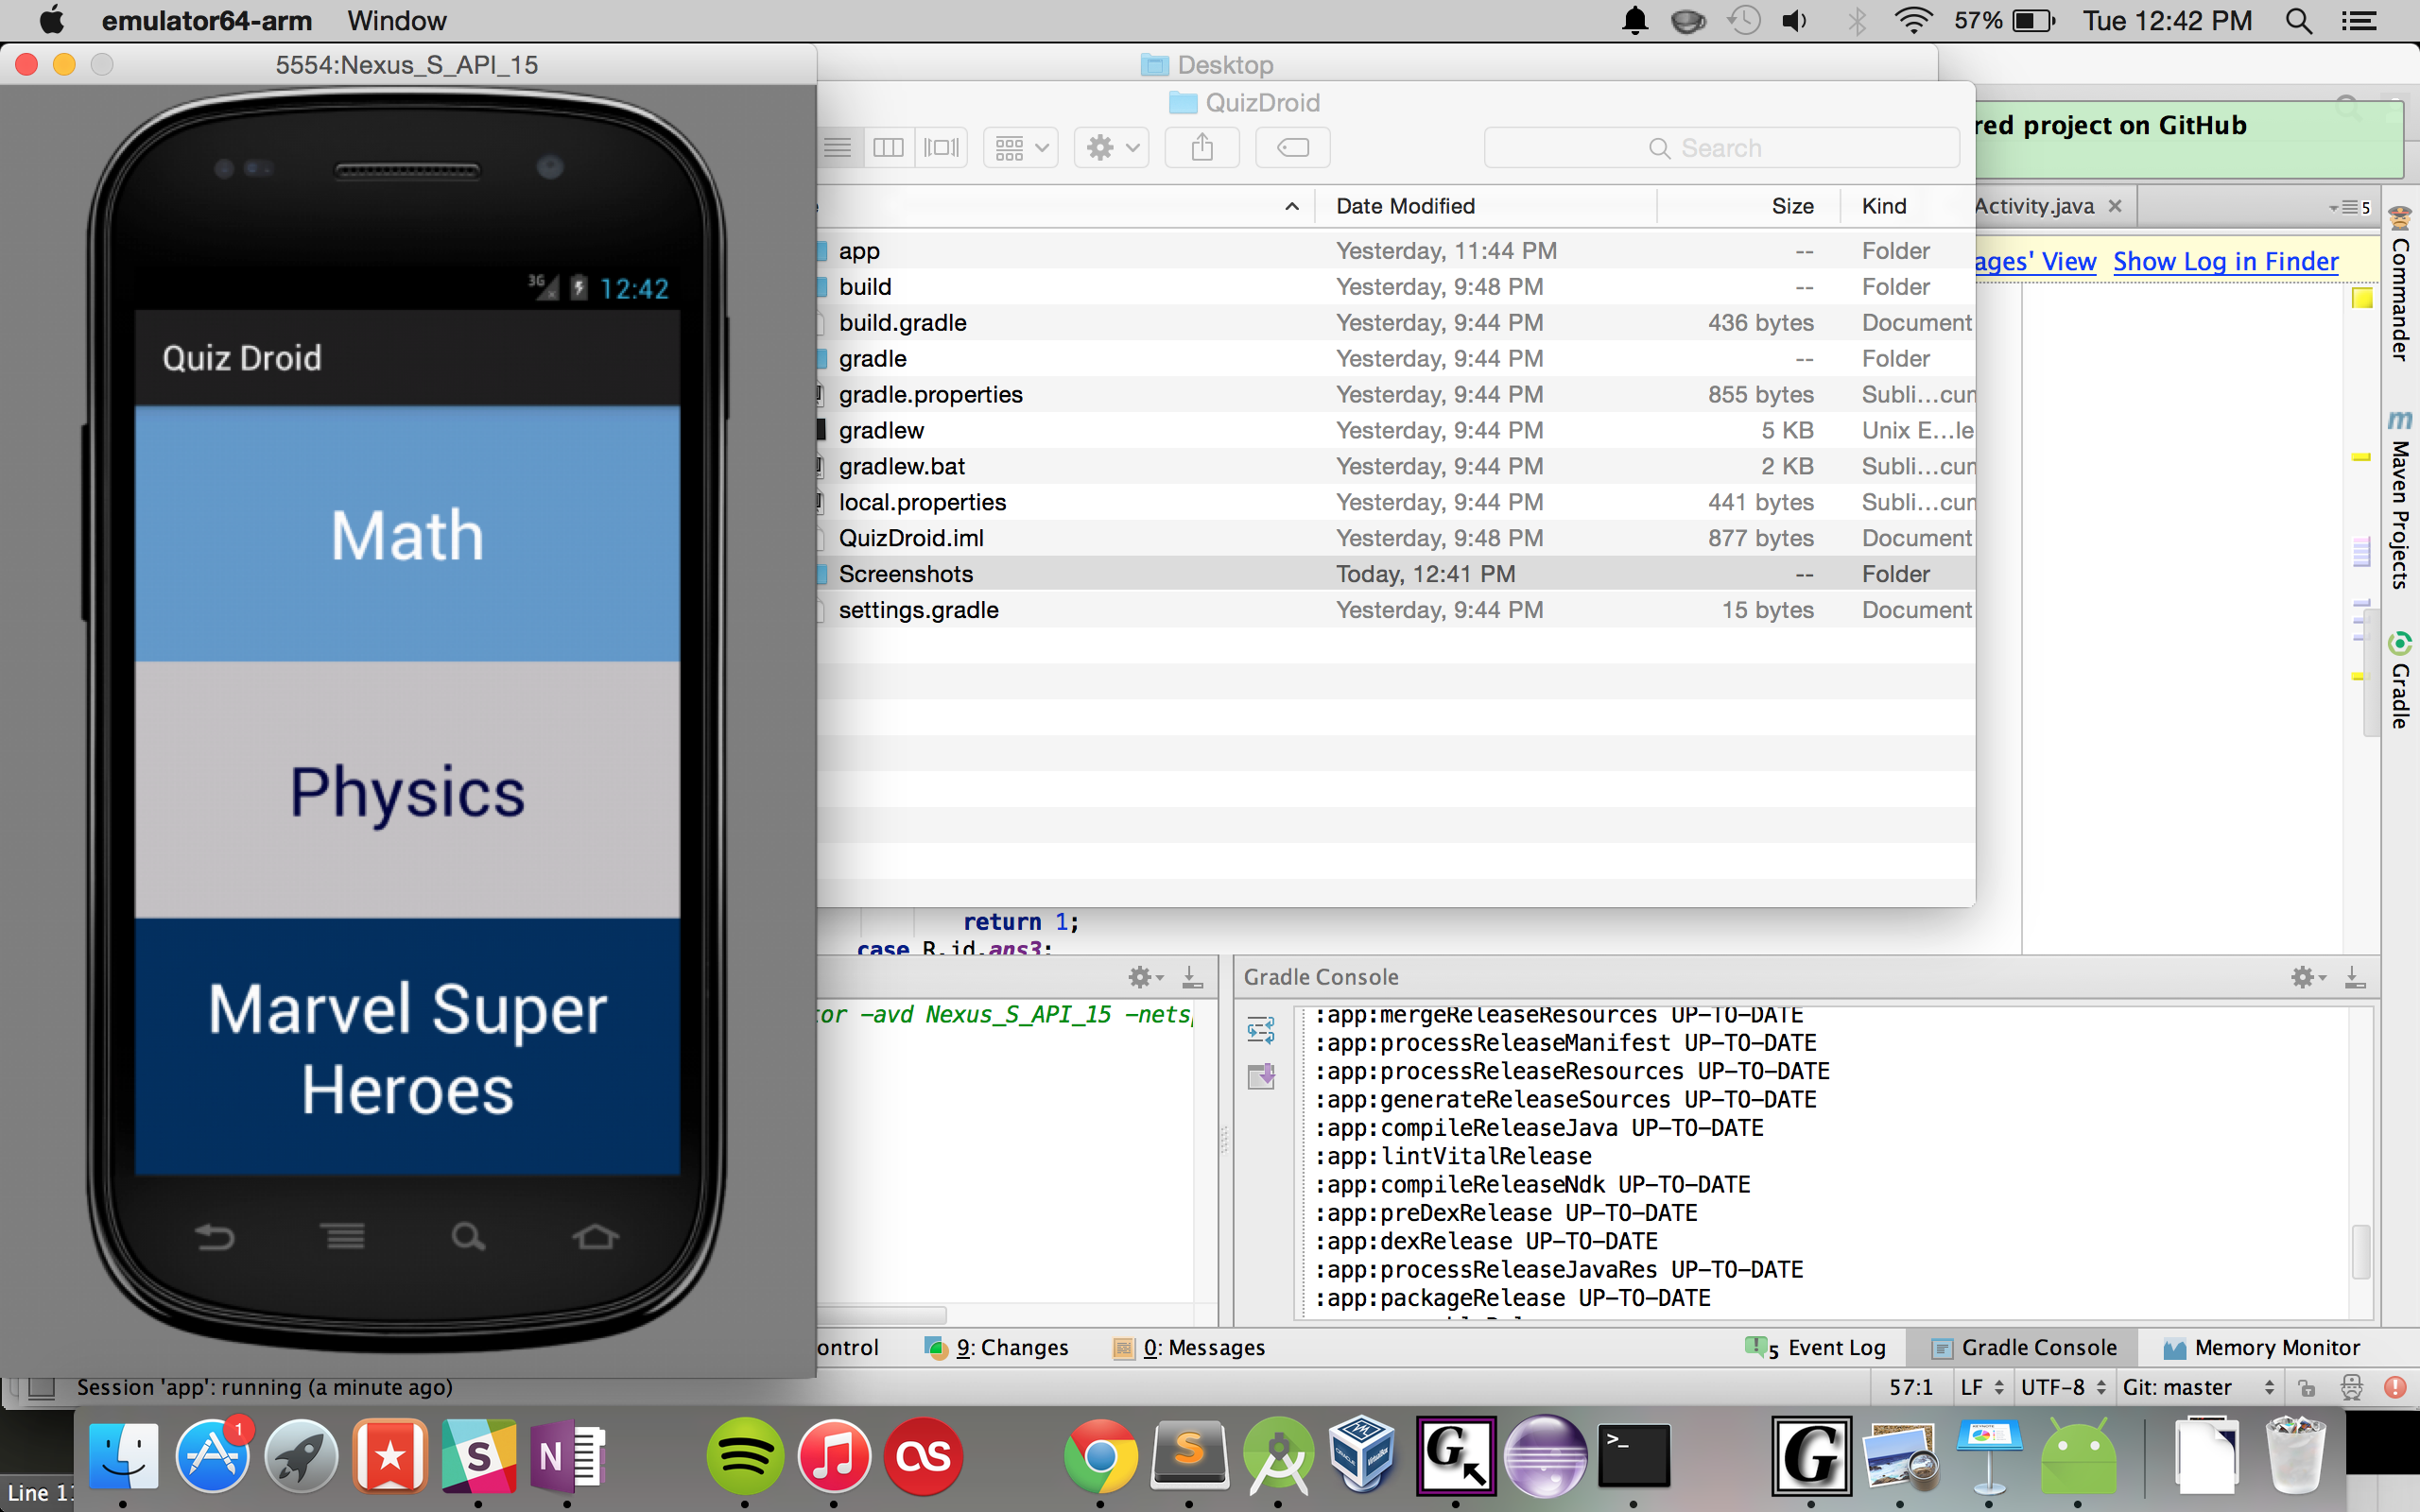 emulator64-arm Window 57% Tue 12:42 PM
5554:Nexus_S_API_15
Desktop
QuizDroid
Search
red project on GitHub
Date Modified Size Kind
Activity.java
5
ages' View Show Log in Finder
app Yesterday, 11:44 PM -- Folder
build Yesterday, 9:48 PM -- Folder
build.gradle Yesterday, 9:44 PM 436 bytes Document
gradle Yesterday, 9:44 PM -- Folder
gradle.properties Yesterday, 9:44 PM 855 bytes Subli...cun
gradlew Yesterday, 9:44 PM 5 KB Unix E...le
gradlew.bat Yesterday, 9:44 PM 2 KB Subli...cun
local.properties Yesterday, 9:44 PM 441 bytes Subli...cun
QuizDroid.iml Yesterday, 9:48 PM 877 bytes Document
Screenshots Today, 12:41 PM -- Folder
settings.gradle Yesterday, 9:44 PM 15 bytes Document
Commander
Maven Projects
Gradle
3G 12:42
Quiz Droid
Math
Physics
Marvel Super
Heroes
return 1;
case R.id.ans3:
Gradle Console
tor -avd Nexus_S_API_15 -nets
:app:mergeReleaseResources UP-TO-DATE
:app:processReleaseManifest UP-TO-DATE
:app:processReleaseResources UP-TO-DATE
:app:generateReleaseSources UP-TO-DATE
:app:compileReleaseJava UP-TO-DATE
:app:lintVitalRelease
:app:compileReleaseNdk UP-TO-DATE
:app:preDexRelease UP-TO-DATE
:app:dexRelease UP-TO-DATE
:app:processReleaseJavaRes UP-TO-DATE
:app:packageRelease UP-TO-DATE
ontrol 9: Changes 0: Messages 5 Event Log Gradle Console Memory Monitor
Session 'app': running (a minute ago) 57:1 LF UTF-8 Git: master
1
Line 1